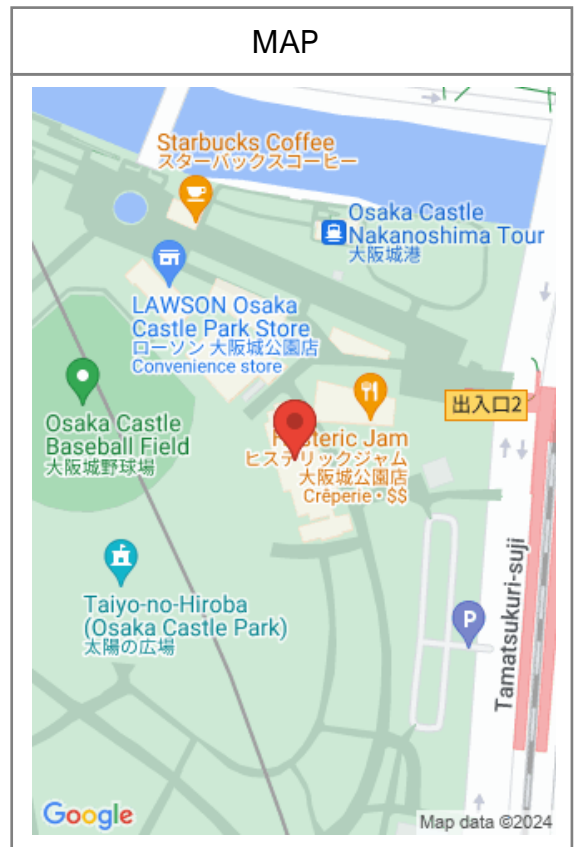 MAP
Starbucks Coffee
スターバックスコーヒー
Osaka Castle
Nakanoshima Tour
大阪城港
LAWSON Osaka
Castle Park Store
ローソン 大阪城公園店
Convenience store
出入口2
Osaka Castle
Baseball Field
大阪城野球場
Jam
ヒステリックジャム
大阪城公園店
Crêperie • $$
Taiyo-no-Hiroba
(Osaka Castle Park)
太陽の広場
P
Tamatsukuri-suji
Google
Map data ©2024